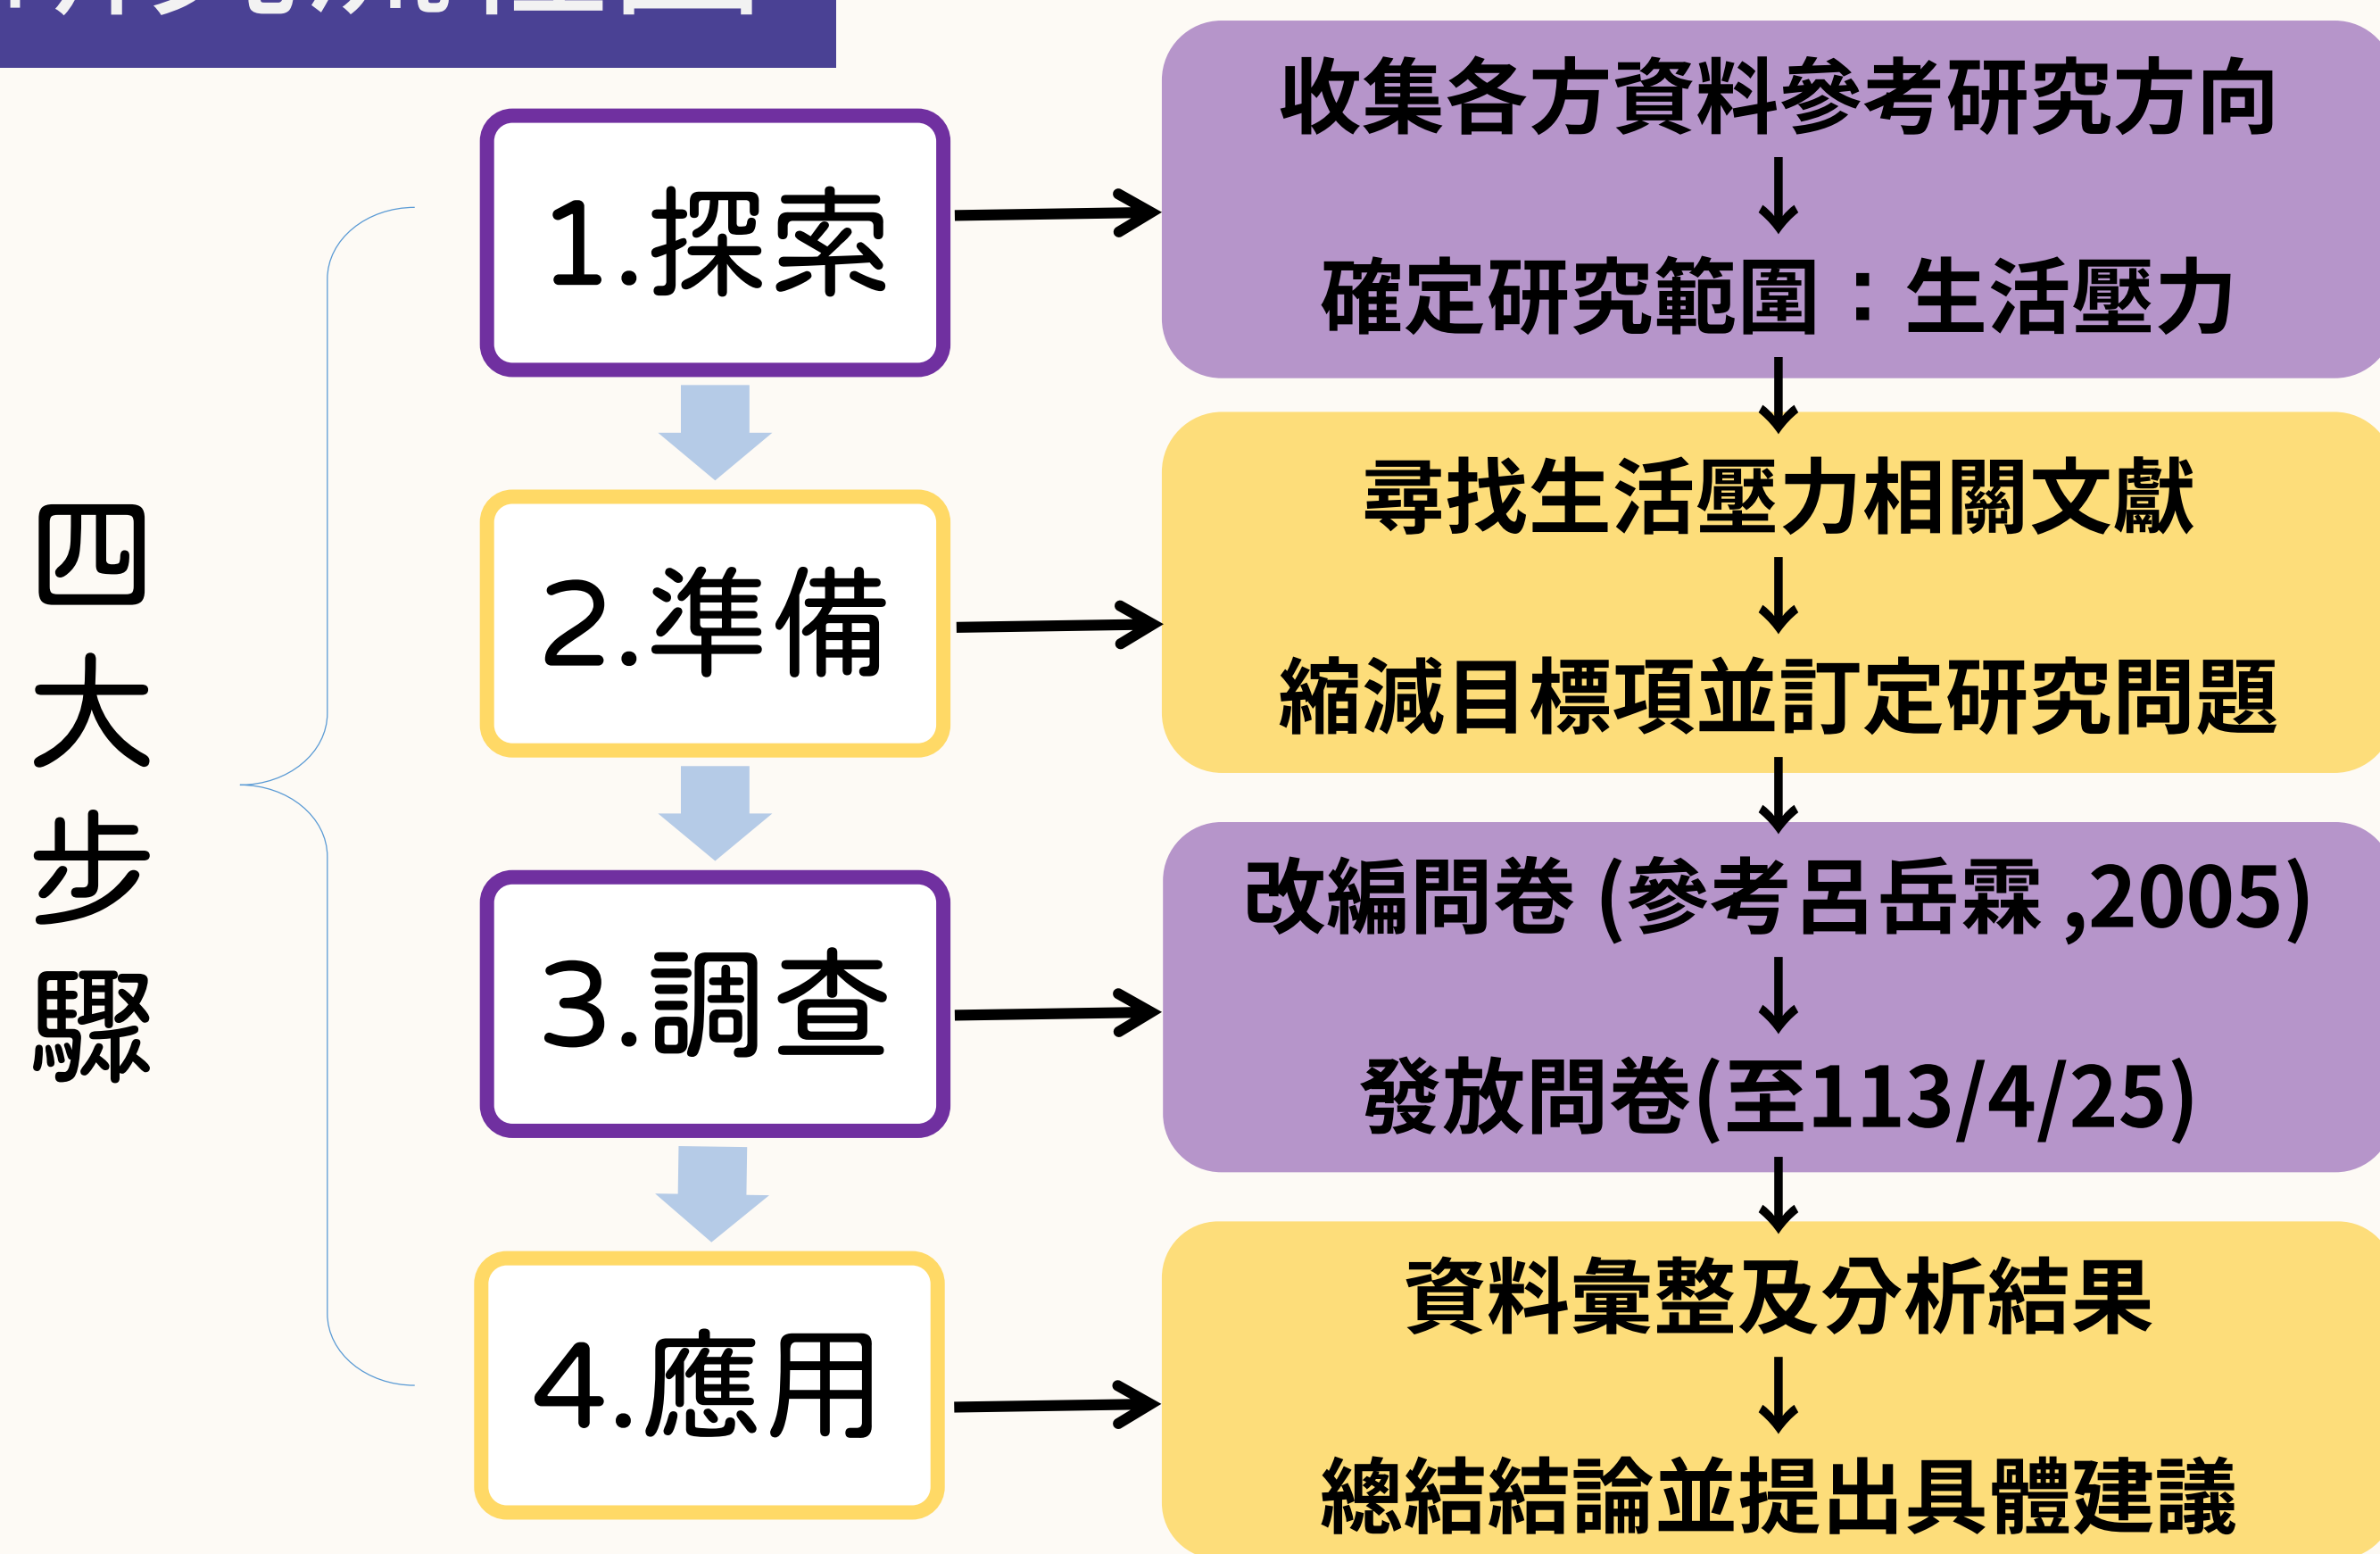 四大步驟
1.探索
收集各方資料參考研究方向
↓
確定研究範圍：生活壓力
↓
2.準備
尋找生活壓力相關文獻
↓
縮減目標項並訂定研究問題
↓
3.調查
改編問卷 (參考呂岳霖 ,2005)
↓
發放問卷(至113/4/25)
↓
4.應用
資料彙整及分析結果
↓
總結結論並提出具體建議